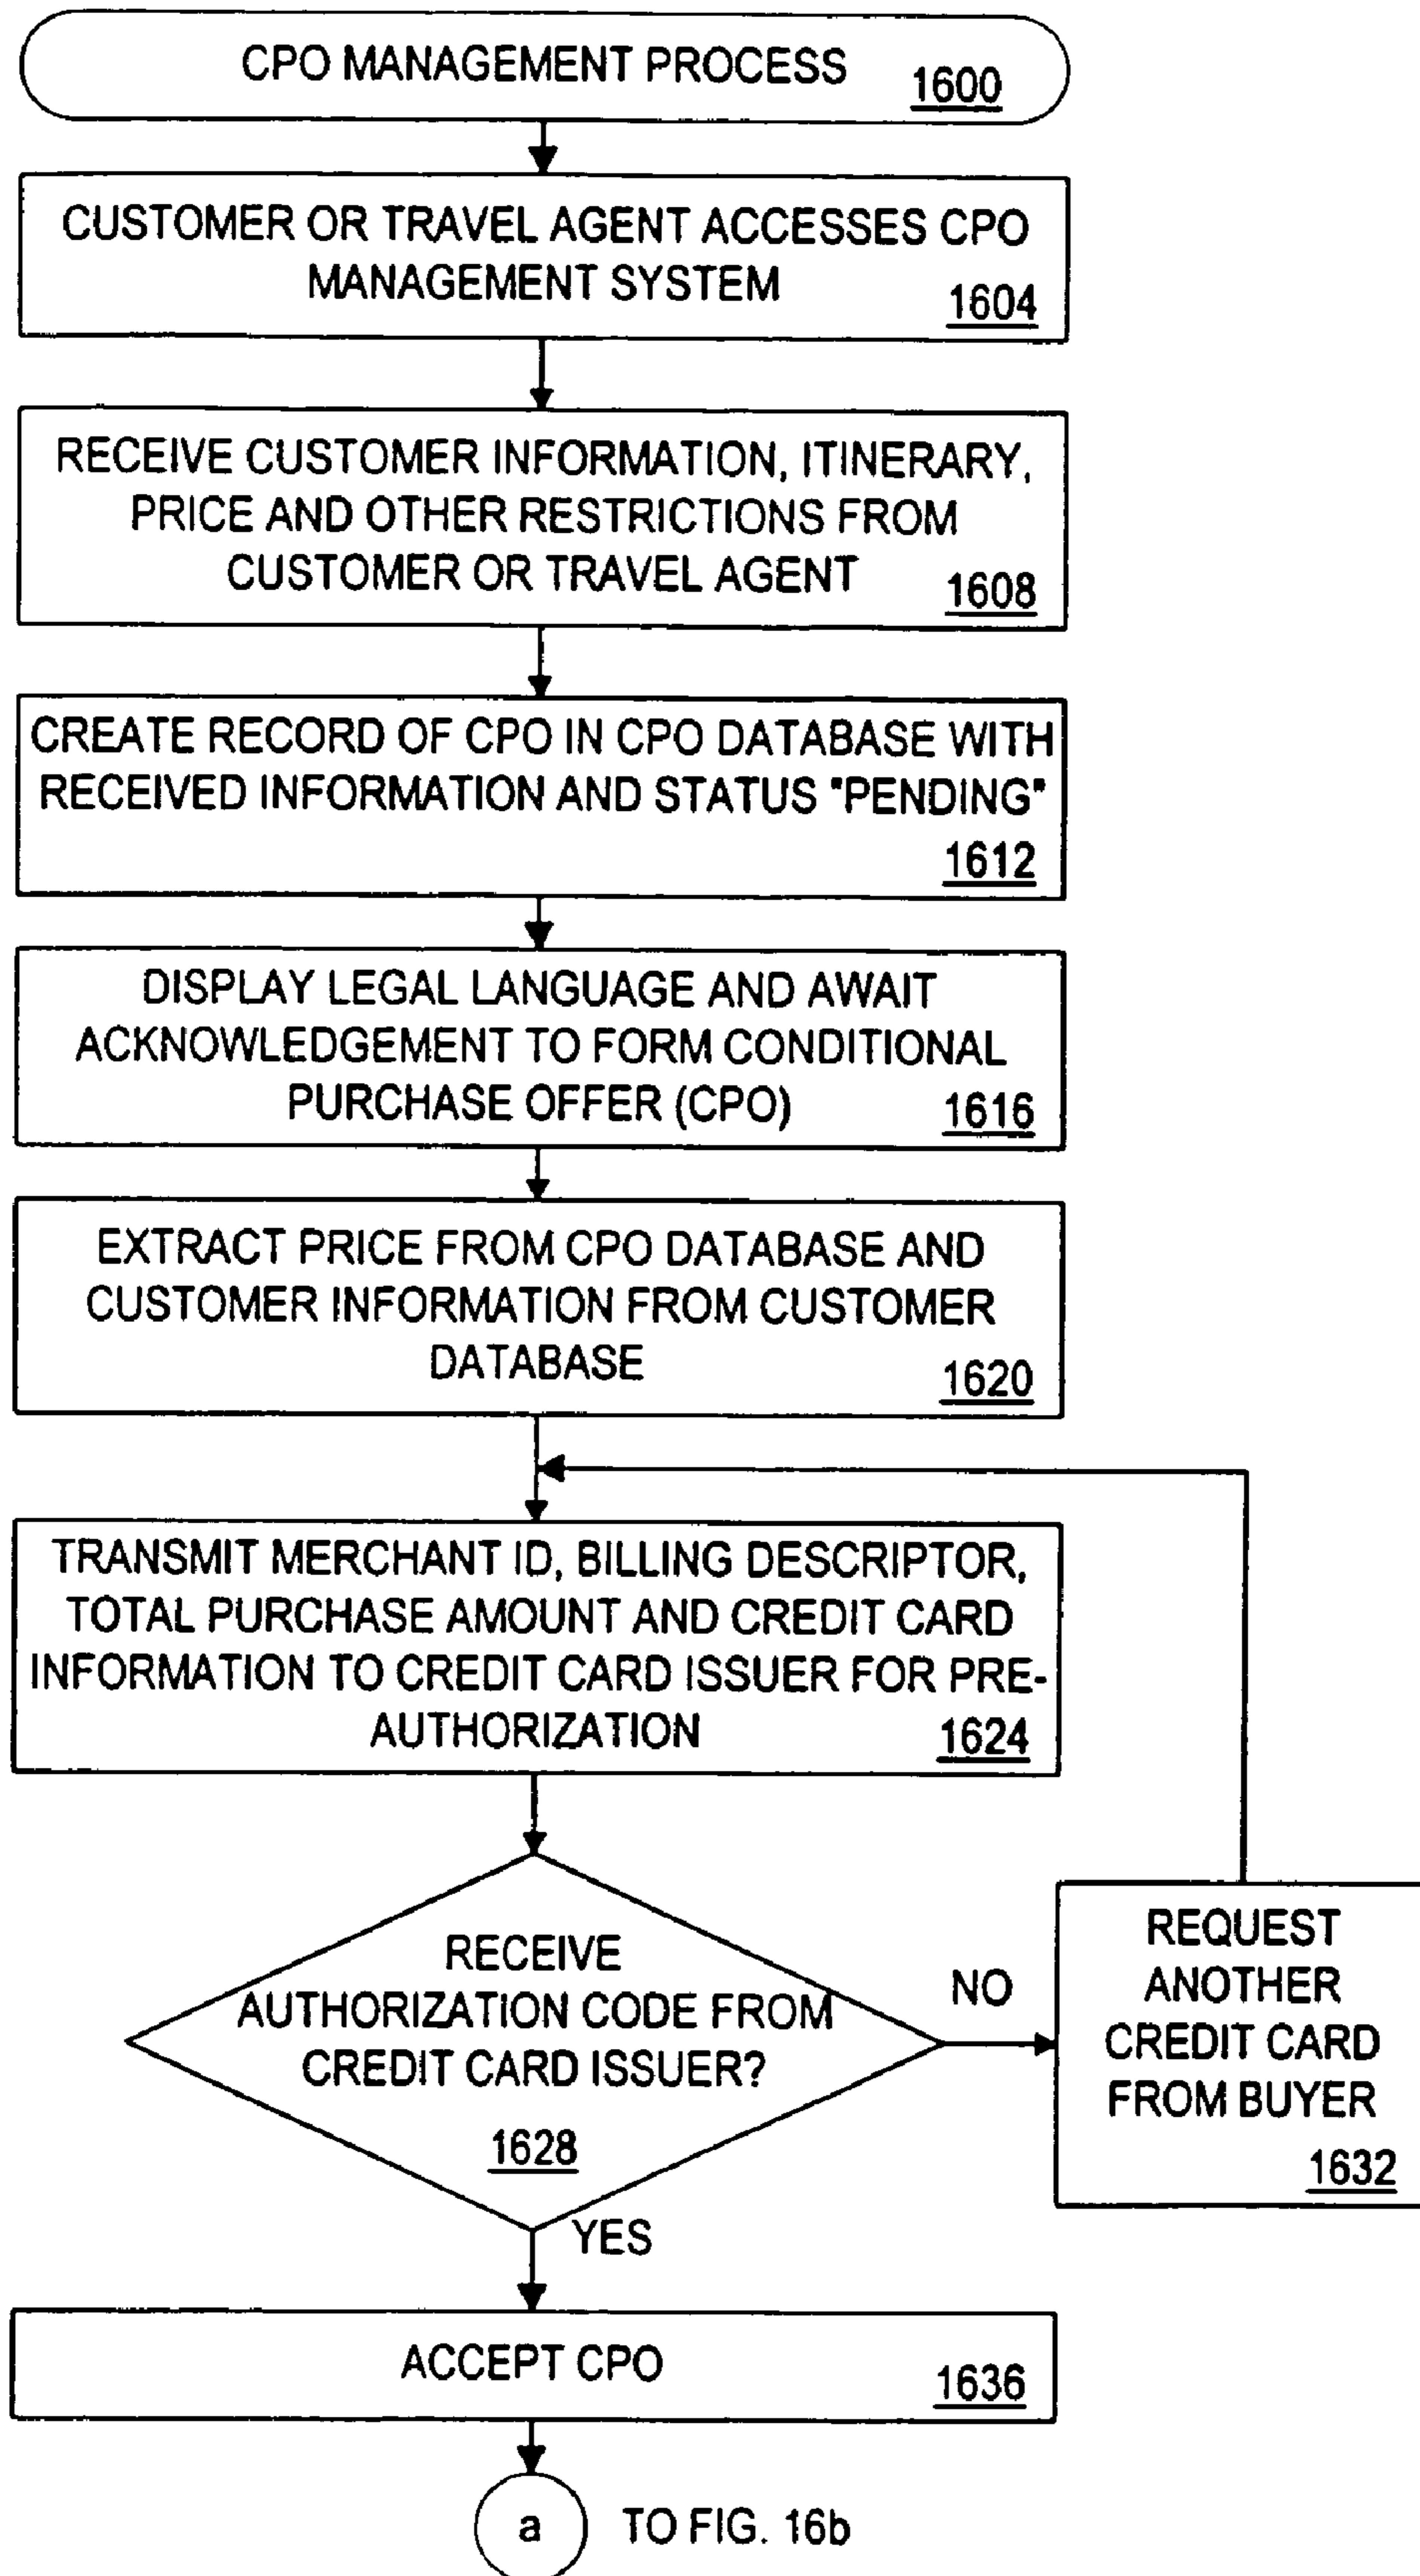 CPO MANAGEMENT PROCESS 1600
CUSTOMER OR TRAVEL AGENT ACCESSES CPO
MANAGEMENT SYSTEM 1604
RECEIVE CUSTOMER INFORMATION, ITINERARY,
PRICE AND OTHER RESTRICTIONS FROM
CUSTOMER OR TRAVEL AGENT 1608
CREATE RECORD OF CPO IN CPO DATABASE WITH
RECEIVED INFORMATION AND STATUS "PENDING"
1612
DISPLAY LEGAL LANGUAGE AND AWAIT
ACKNOWLEDGEMENT TO FORM CONDITIONAL
PURCHASE OFFER (CPO) 1616
EXTRACT PRICE FROM CPO DATABASE AND
CUSTOMER INFORMATION FROM CUSTOMER
DATABASE 1620
TRANSMIT MERCHANT ID, BILLING DESCRIPTOR,
TOTAL PURCHASE AMOUNT AND CREDIT CARD
INFORMATION TO CREDIT CARD ISSUER FOR PRE-
AUTHORIZATION 1624
RECEIVE
AUTHORIZATION CODE FROM
CREDIT CARD ISSUER?
1628
NO
REQUEST
ANOTHER
CREDIT CARD
FROM BUYER
1632
YES
ACCEPT CPO 1636
a TO FIG. 16b